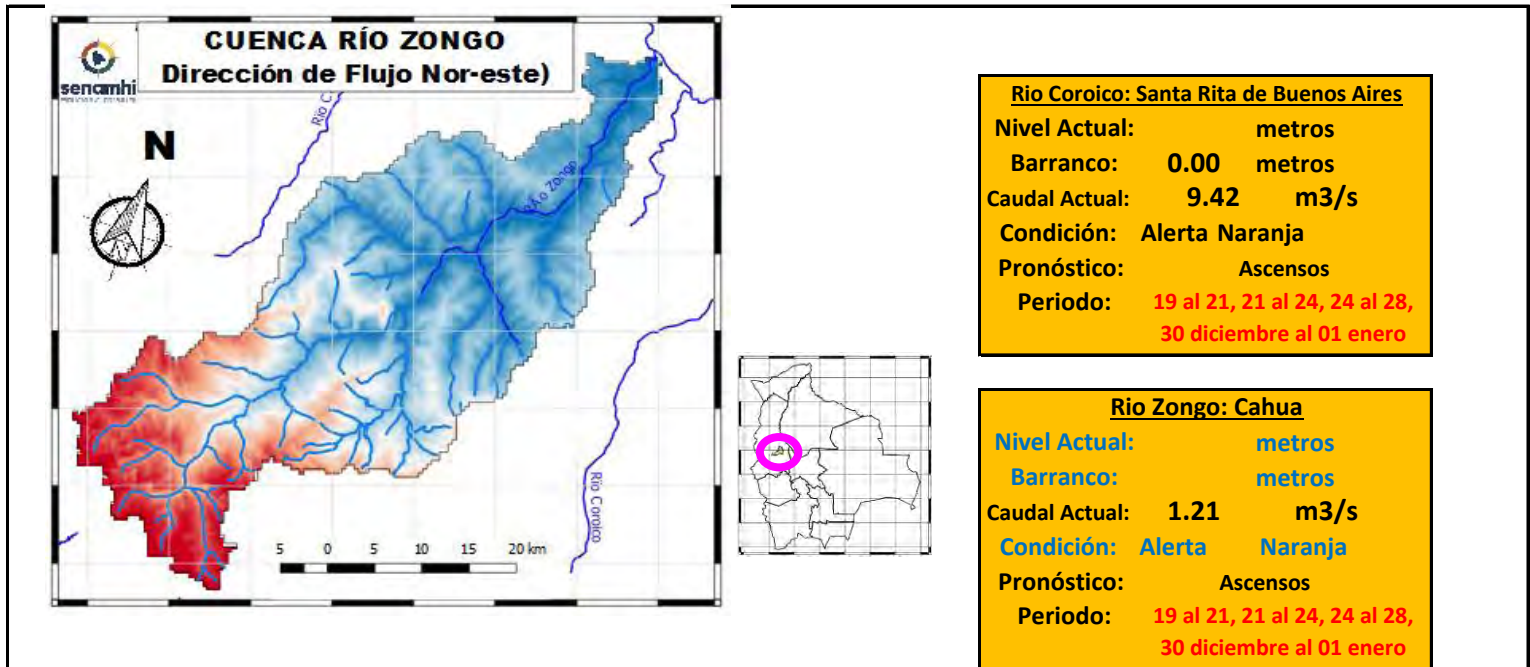 CUENCA RÍO ZONGO
Dirección de Flujo Nor-este)
senamhi
Río C
N
RÃ­o Zongo
Río Coroico
5 0 5 10 15 20 km
Rio Coroico: Santa Rita de Buenos Aires
Nivel Actual: metros
Barranco: 0.00 metros
Caudal Actual: 9.42 m3/s
Condición: Alerta Naranja
Pronóstico: Ascensos
Periodo: 19 al 21, 21 al 24, 24 al 28,
30 diciembre al 01 enero
Rio Zongo: Cahua
Nivel Actual: metros
Barranco: metros
Caudal Actual: 1.21 m3/s
Condición: Alerta Naranja
Pronóstico: Ascensos
Periodo: 19 al 21, 21 al 24, 24 al 28,
30 diciembre al 01 enero